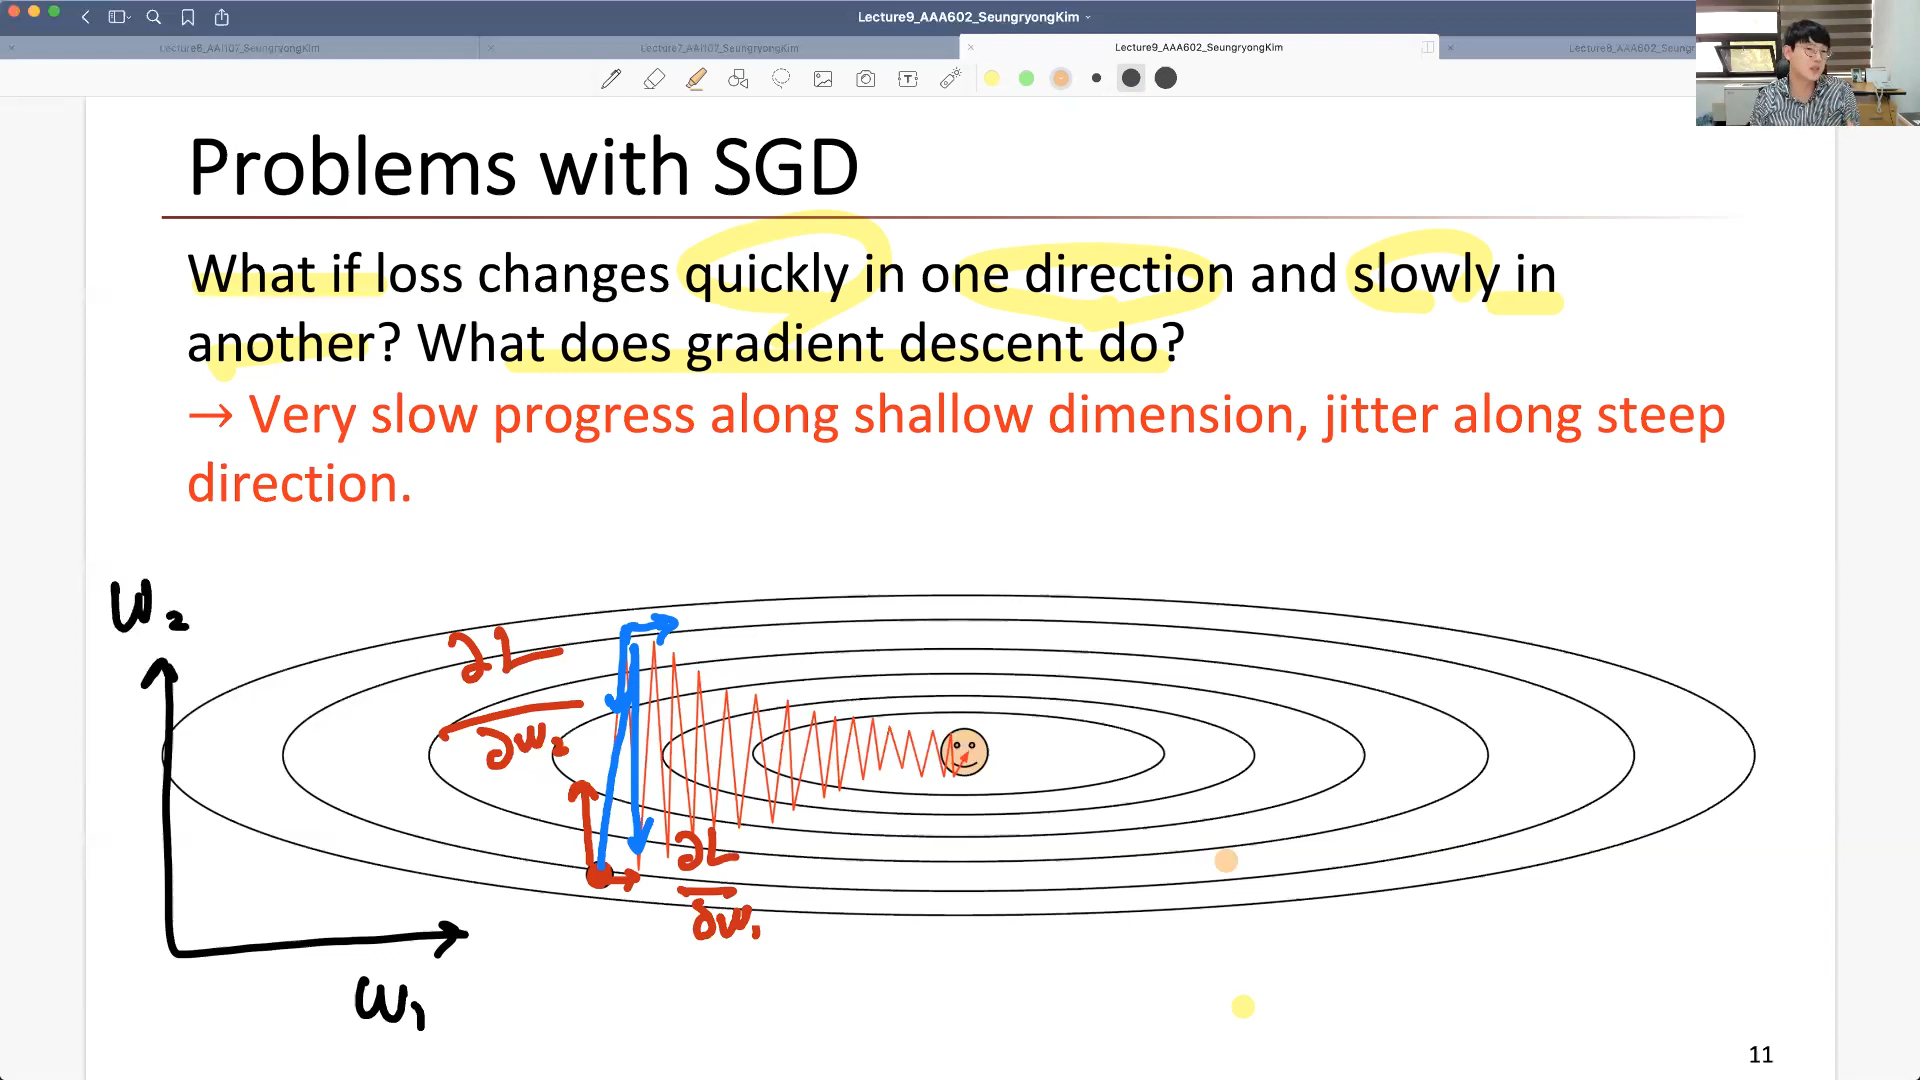 Lecture9_AAA602_SeungryongKim
Lecture6_AAI107_SeungryongKim
Lecture7_AAI107_SeungryongKim
Lecture9_AAA602_SeungryongKim
Lecture8_AAA602_Seungr
Problems with SGD
What if loss changes quickly in one direction and slowly in
another? What does gradient descent do?
→ Very slow progress along shallow dimension, jitter along steep
direction.
W₂
∂L
∂w₂
∂L
∂w₁
W₁
11